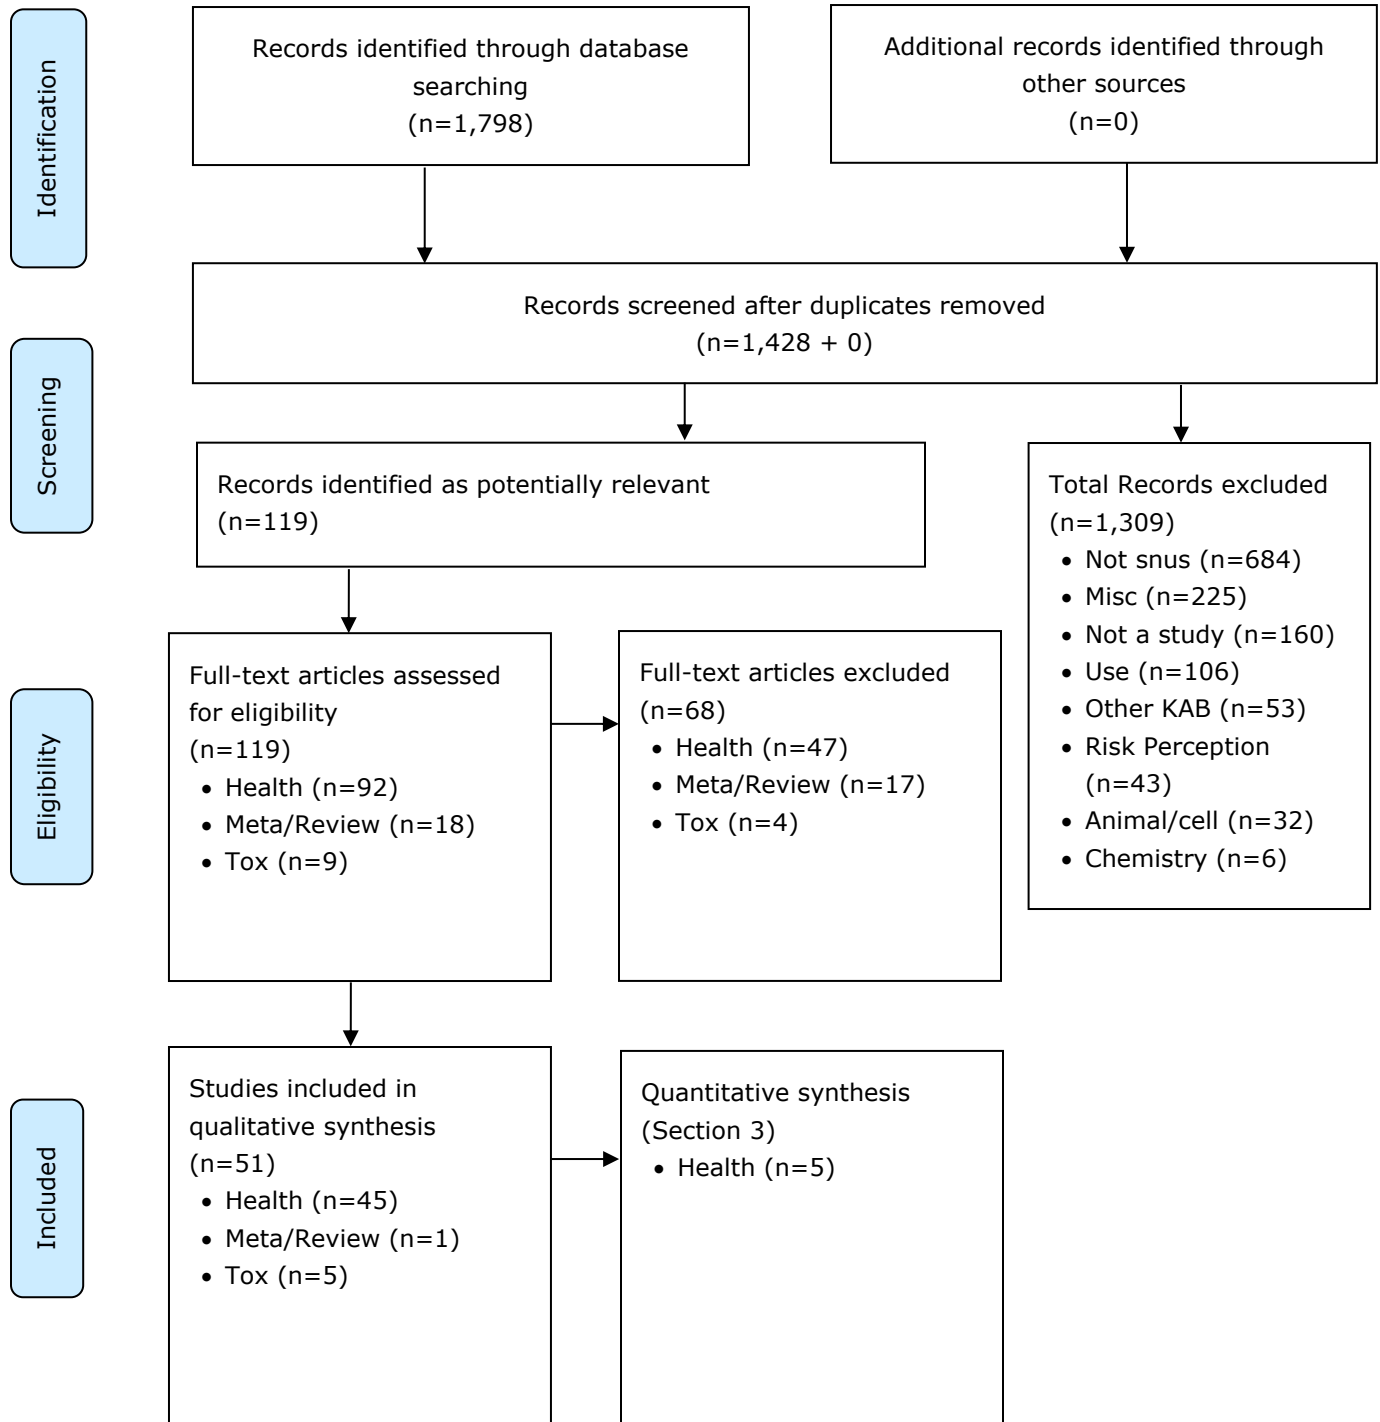 Identification
Records identified through database
searching
(n=1,798)
Additional records identified through
other sources
(n=0)
Records screened after duplicates removed
(n=1,428 + 0)
Screening
Records identified as potentially relevant
(n=119)
Total Records excluded
(n=1,309)
• Not snus (n=684)
• Misc (n=225)
• Not a study (n=160)
• Use (n=106)
• Other KAB (n=53)
• Risk Perception
(n=43)
• Animal/cell (n=32)
• Chemistry (n=6)
Eligibility
Full-text articles assessed
for eligibility
(n=119)
• Health (n=92)
• Meta/Review (n=18)
• Tox (n=9)
Full-text articles excluded
(n=68)
• Health (n=47)
• Meta/Review (n=17)
• Tox (n=4)
Included
Studies included in
qualitative synthesis
(n=51)
• Health (n=45)
• Meta/Review (n=1)
• Tox (n=5)
Quantitative synthesis
(Section 3)
• Health (n=5)